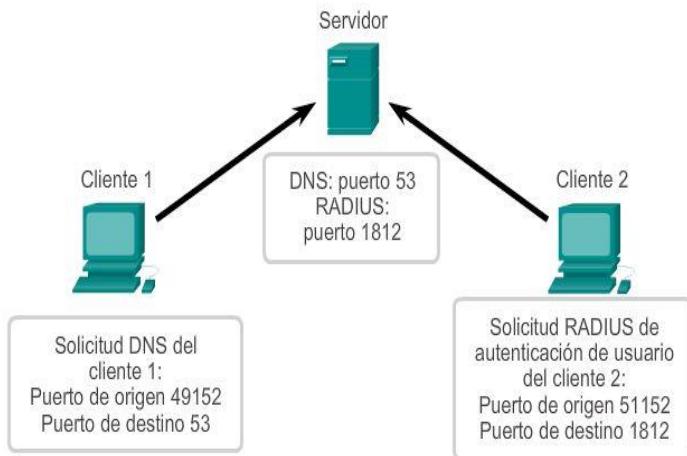 Servidor
Cliente 1
DNS: puerto 53
RADIUS:
puerto 1812
Cliente 2
Solicitud DNS del
cliente 1:
Puerto de origen 49152
Puerto de destino 53
Solicitud RADIUS de
autenticación de usuario
del cliente 2:
Puerto de origen 51152
Puerto de destino 1812